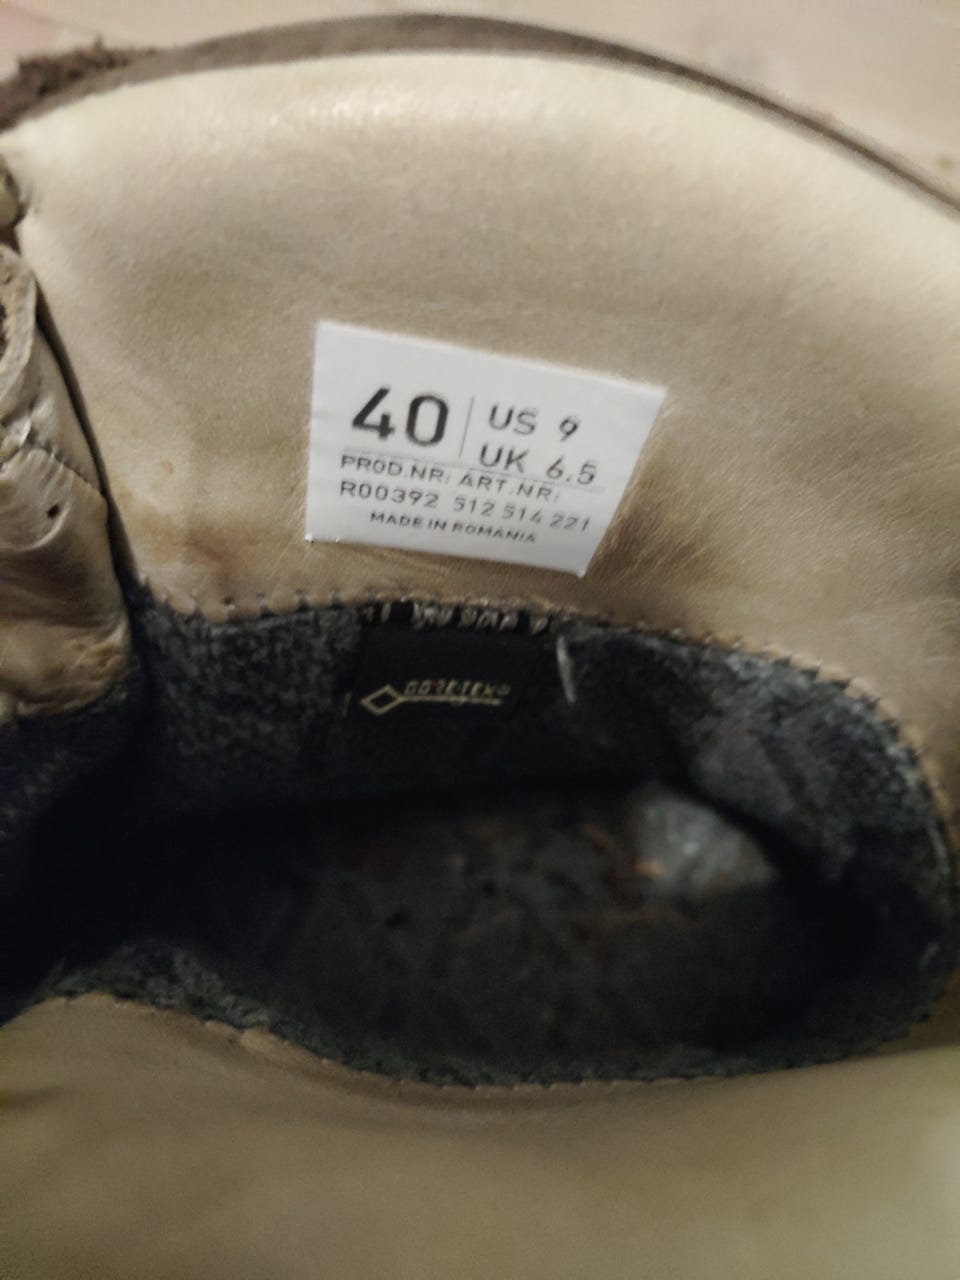 40 US 9
UK 6.5
PROD.NR: ART.NR:
R00392 512 514 221
MADE IN ROMANIA
GORE-TEX®